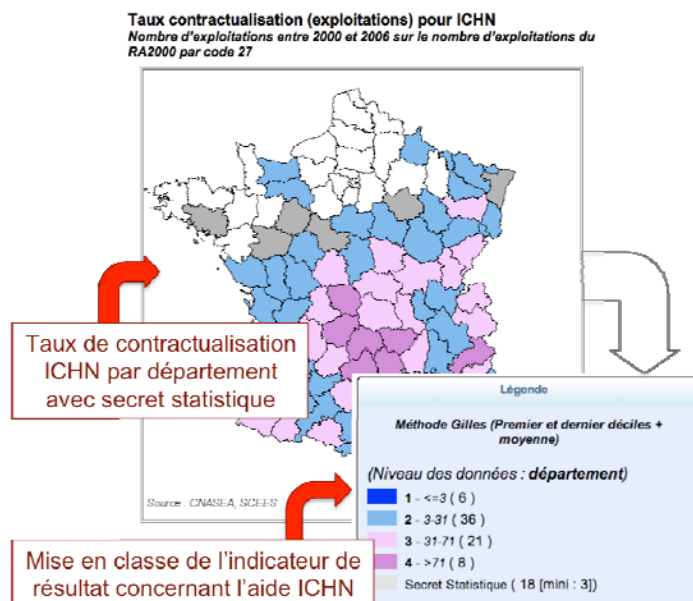 Taux contractualisation (exploitations) pour ICHN
Nombre d'exploitations entre 2000 et 2006 sur le nombre d'exploitations du
RA2000 par code 27
Taux de contractualisation
ICHN par département
avec secret statistique
Source : CNASEA, SCEES
Mise en classe de l'indicateur de
résultat concernant l'aide ICHN
Légende
Méthode Gilles (Premier et dernier déciles +
moyenne)
(Niveau des données : département)
1 - <=3 ( 6 )
2 - 3-31 ( 36 )
3 - 31-71 ( 21 )
4 - >71 ( 8 )
Secret Statistique ( 18 [mini : 3])